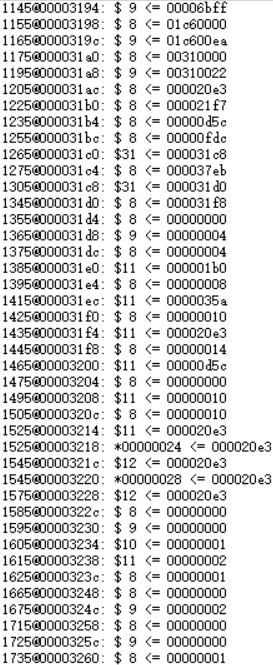 1145@00003194: $ 9 <= 00006bff
1155@00003198: $ 8 <= 01c60000
1165@0000319c: $ 9 <= 01c600ea
1175@000031a0: $ 8 <= 00310000
1195@000031a8: $ 9 <= 00310022
1205@000031ac: $ 8 <= 000020e3
1225@000031b0: $ 8 <= 000021f7
1235@000031b4: $ 8 <= 00000d5c
1255@000031bc: $ 8 <= 00000fdc
1265@000031c0: $31 <= 000031c8
1275@000031c4: $ 8 <= 000037eb
1305@000031c8: $31 <= 000031d0
1345@000031d0: $ 8 <= 000031f8
1355@000031d4: $ 8 <= 00000000
1365@000031d8: $ 9 <= 00000004
1375@000031dc: $ 8 <= 00000004
1385@000031e0: $11 <= 000001b0
1395@000031e4: $ 8 <= 00000008
1415@000031ec: $11 <= 0000035a
1425@000031f0: $ 8 <= 00000010
1435@000031f4: $11 <= 000020e3
1445@000031f8: $ 8 <= 00000014
1465@00003200: $11 <= 00000d5c
1475@00003204: $ 8 <= 00000000
1495@00003208: $11 <= 00000010
1505@0000320c: $ 8 <= 00000010
1525@00003214: $11 <= 000020e3
1525@00003218: *00000024 <= 000020e3
1545@0000321c: $12 <= 000020e3
1545@00003220: *00000028 <= 000020e3
1575@00003228: $12 <= 000020e3
1585@0000322c: $ 8 <= 00000000
1595@00003230: $ 9 <= 00000000
1605@00003234: $10 <= 00000001
1615@00003238: $11 <= 00000002
1625@0000323c: $ 8 <= 00000001
1665@00003248: $ 8 <= 00000000
1675@0000324c: $ 9 <= 00000002
1715@00003258: $ 8 <= 00000000
1725@0000325c: $ 9 <= 00000000
1735@00003260: $ 8 <= 00000001